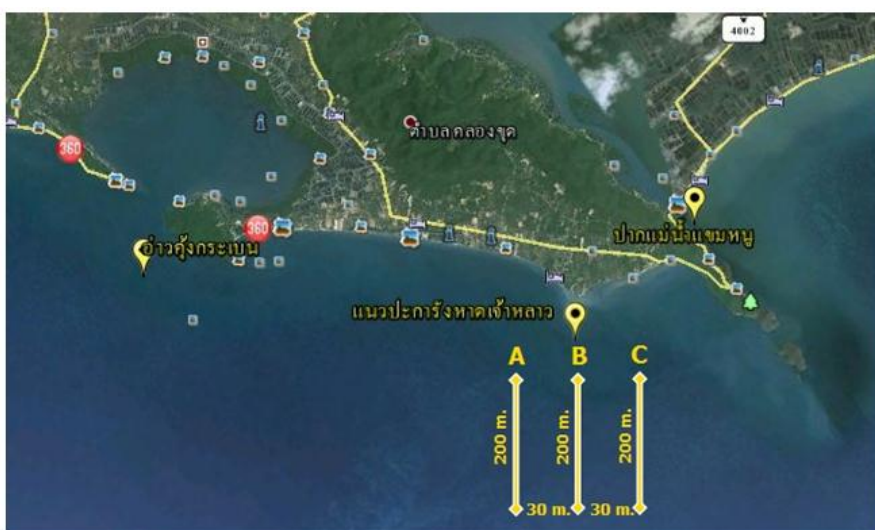 4002
360
ตำบล คลองขุด
360
ปากแม่น้ำแขมหนู
อ่าวคุ้งกระเบน
แนวปะการังหาดเจ้าหลาว
A B C
200 m. 200 m. 200 m.
30 m. 30 m.